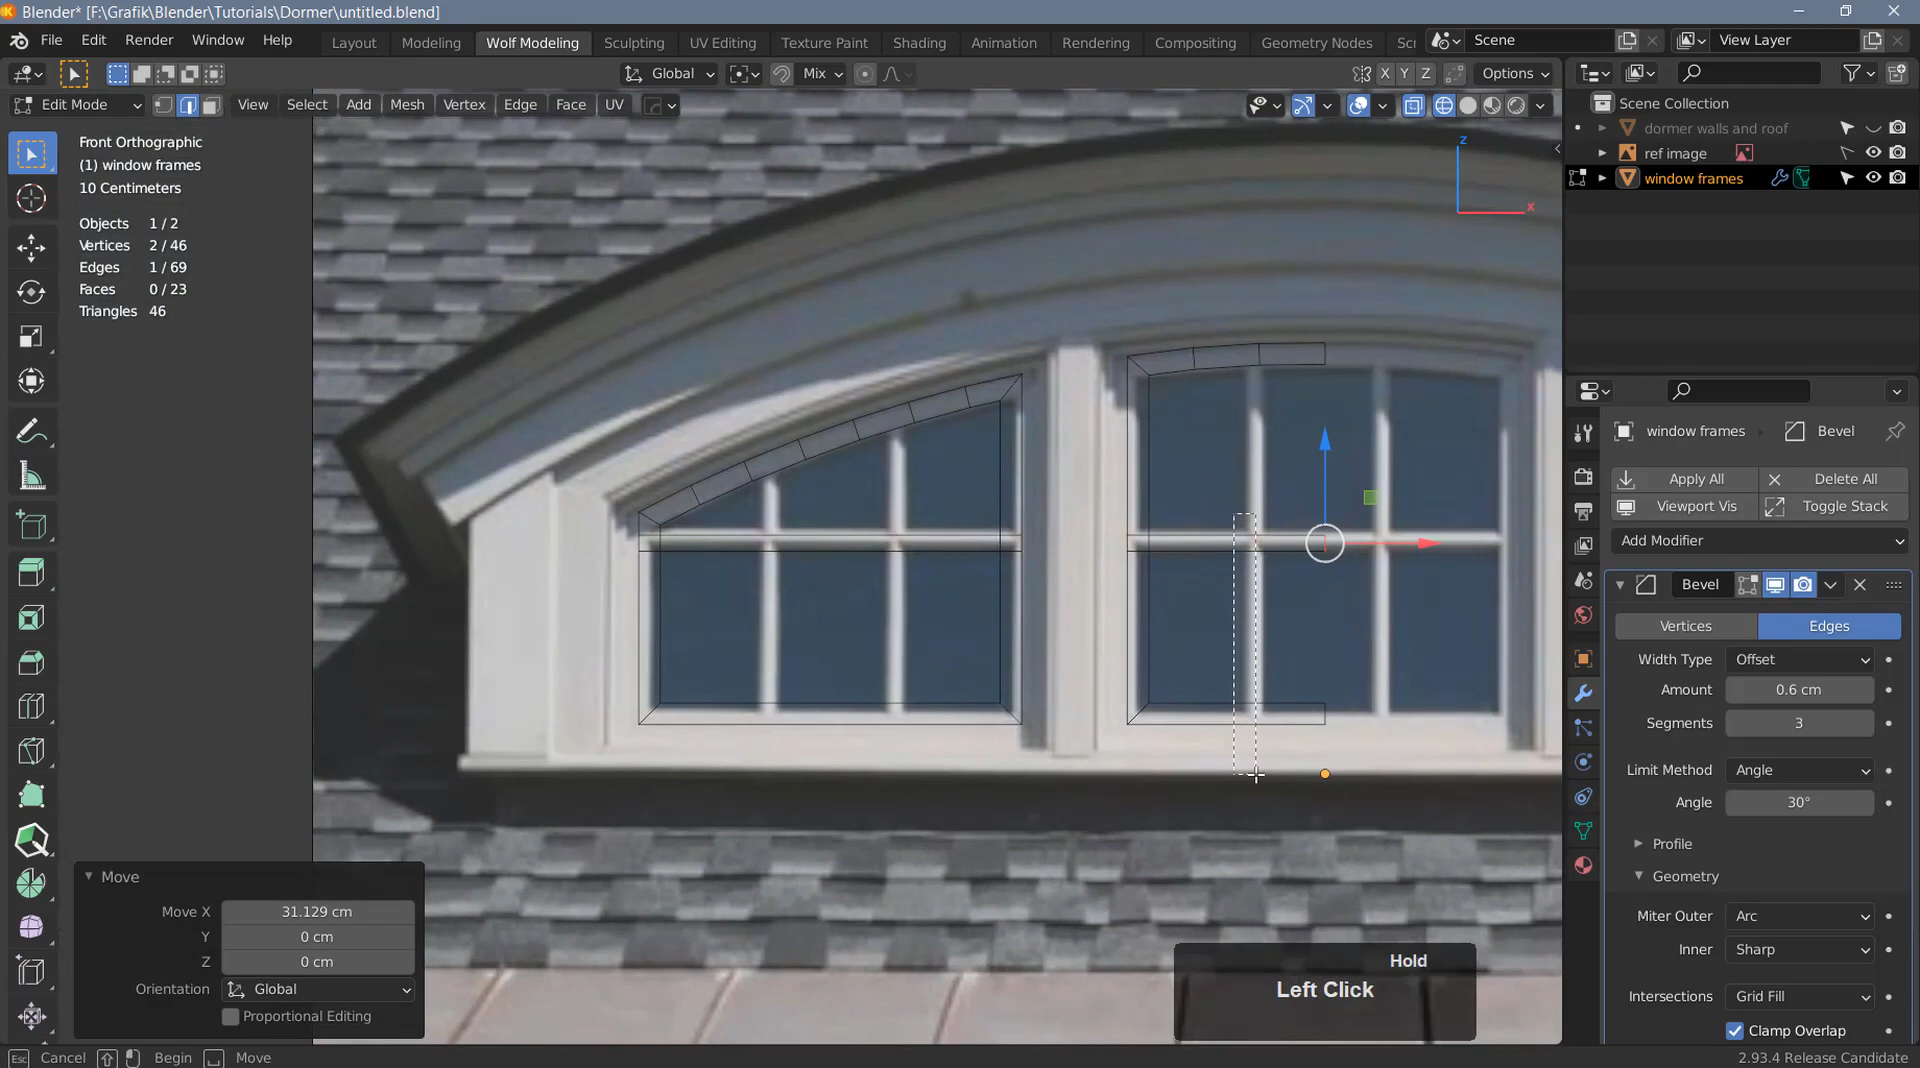 Blender* [F:\Grafik\Blender\Tutorials\Dormer\untitled.blend]
File Edit Render Window Help Layout Modeling Wolf Modeling Sculpting UV Editing Texture Paint Shading Animation Rendering Compositing Geometry Nodes Sc Scene View Layer
Global Mix X Y Z Options
Edit Mode View Select Add Mesh Vertex Edge Face UV
Scene Collection
dormer walls and roof
ref image
window frames
Front Orthographic
(1) window frames
10 Centimeters
Objects 1 / 2
Vertices 2 / 46
Edges 1 / 69
Faces 0 / 23
Triangles 46
z
x
window frames Bevel
Apply All Delete All
Viewport Vis Toggle Stack
Add Modifier
Bevel
Vertices Edges
Width Type Offset
Amount 0.6 cm
Segments 3
Limit Method Angle
Angle 30°
Profile
Geometry
Miter Outer Arc
Inner Sharp
Intersections Grid Fill
Clamp Overlap
Move
Move X 31.129 cm
Y 0 cm
Z 0 cm
Orientation Global
Proportional Editing
Hold
Left Click
Esc Cancel Begin Move
2.93.4 Release Candidate